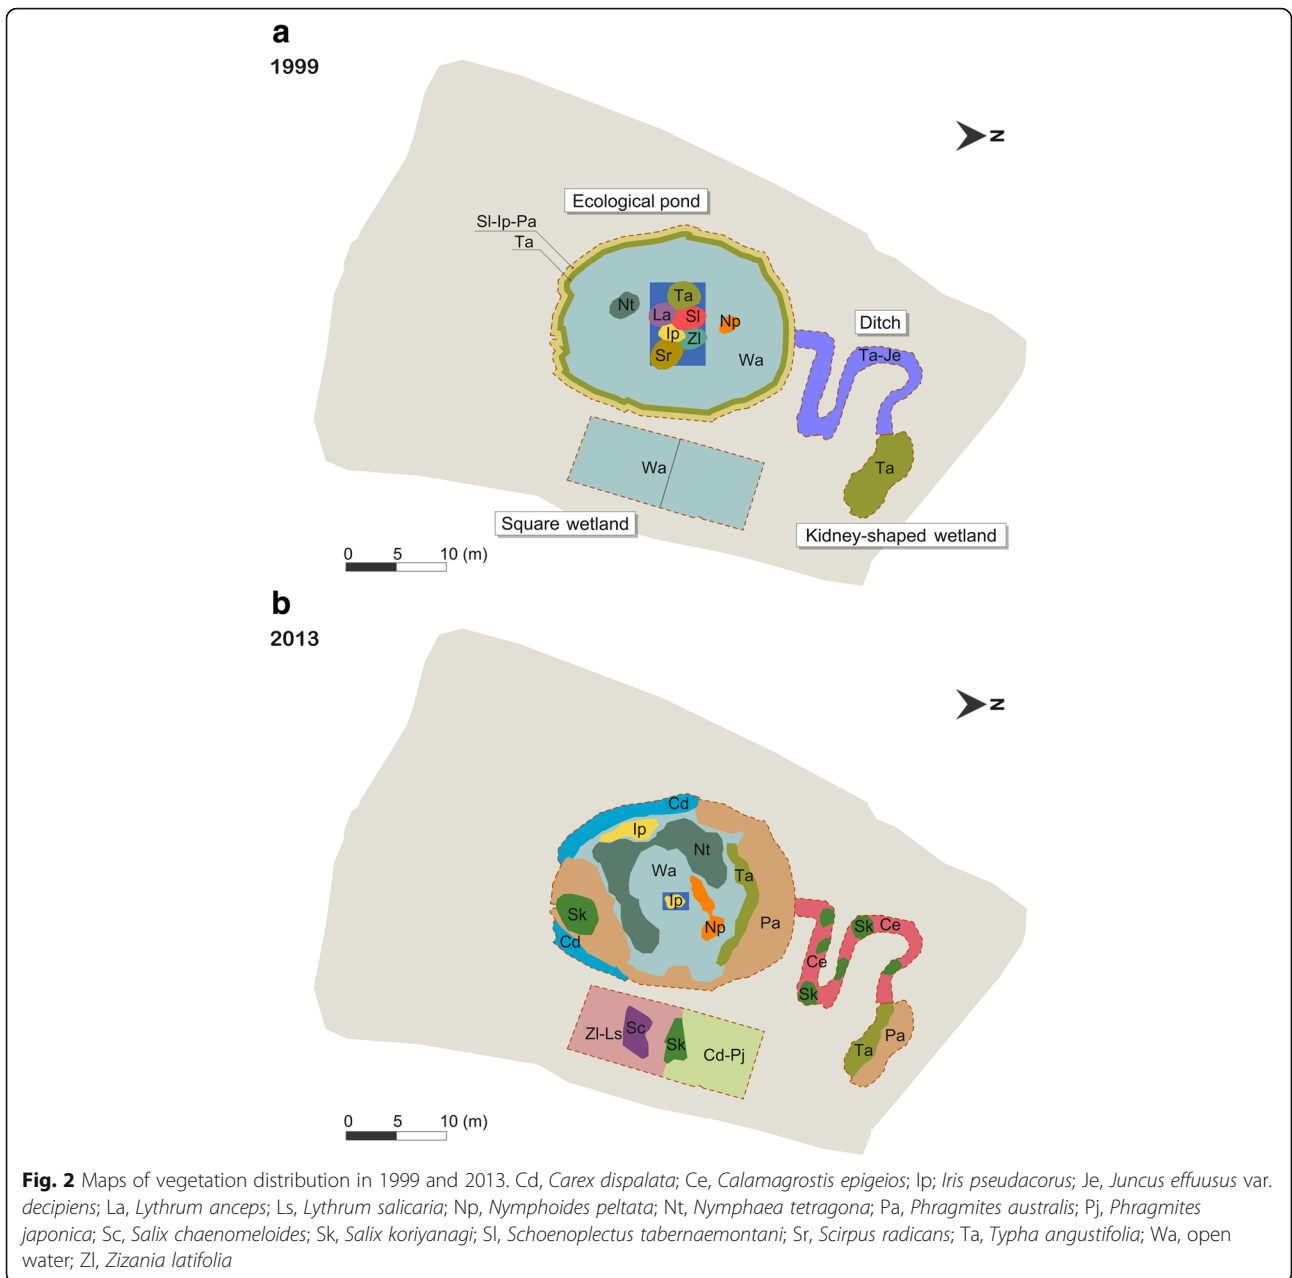 a
1999
N
Ecological pond
Sl-Ip-Pa
Ta
Nt
Ta
La
Sl
Np
Ip
Zl
Sr
Wa
Ditch
Ta-Je
Wa
Ta
Square wetland
Kidney-shaped wetland
0 5 10 (m)
b
2013
N
Cd
Ip
Nt
Wa
Ta
Ip
Sk
Np
Pa
Cd
Sk
Ce
Ce
Sk
Zl-Ls
Sc
Sk
Cd-Pj
Ta
Pa
0 5 10 (m)
Fig. 2 Maps of vegetation distribution in 1999 and 2013. Cd, Carex dispalata; Ce, Calamagrostis epigeios; Ip; Iris pseudacorus; Je, Juncus effuusus var.
decipiens; La, Lythrum anceps; Ls, Lythrum salicaria; Np, Nymphoides peltata; Nt, Nymphaea tetragona; Pa, Phragmites australis; Pj, Phragmites
japonica; Sc, Salix chaenomeloides; Sk, Salix koriyanagi; Sl, Schoenoplectus tabernaemontani; Sr, Scirpus radicans; Ta, Typha angustifolia; Wa, open
water; Zl, Zizania latifolia